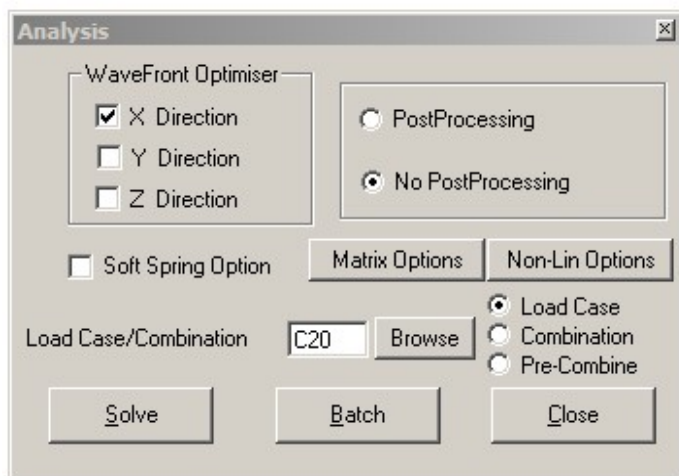 Analysis
WaveFront Optimiser
X Direction
Y Direction
Z Direction
PostProcessing
No PostProcessing
Soft Spring Option
Matrix Options
Non-Lin Options
Load Case/Combination
C20
Browse
Load Case
Combination
Pre-Combine
Solve
Batch
Close